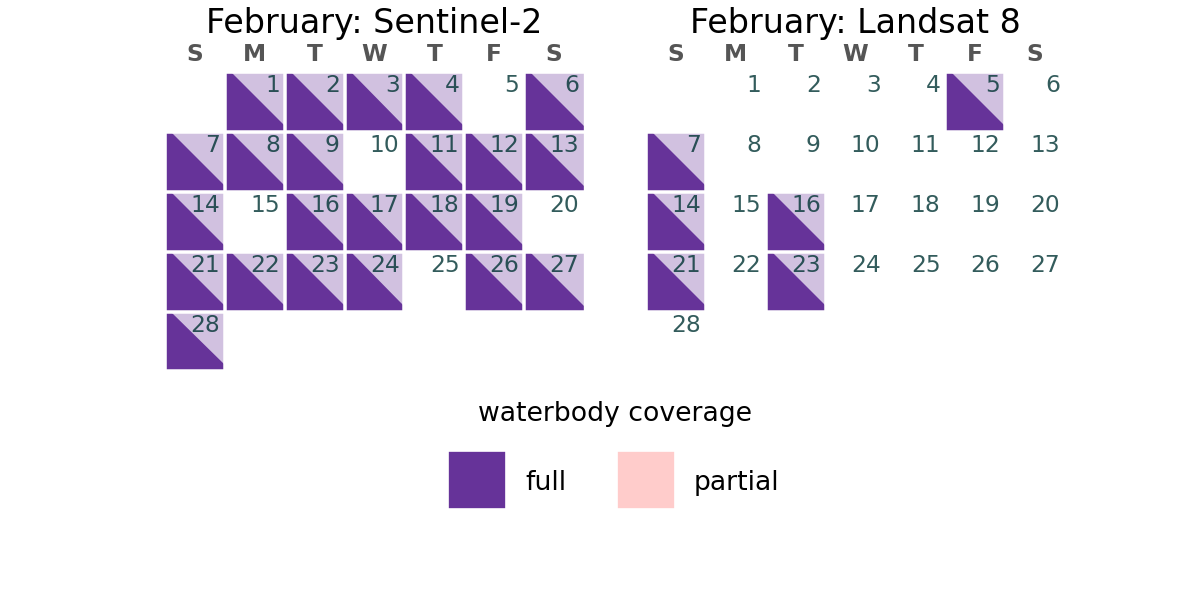 February: Sentinel-2
S M T W T F S
1 2 3 4 5 6
7 8 9 10 11 12 13
14 15 16 17 18 19 20
21 22 23 24 25 26 27
28
February: Landsat 8
S M T W T F S
1 2 3 4 5 6
7 8 9 10 11 12 13
14 15 16 17 18 19 20
21 22 23 24 25 26 27
28
waterbody coverage
full
partial